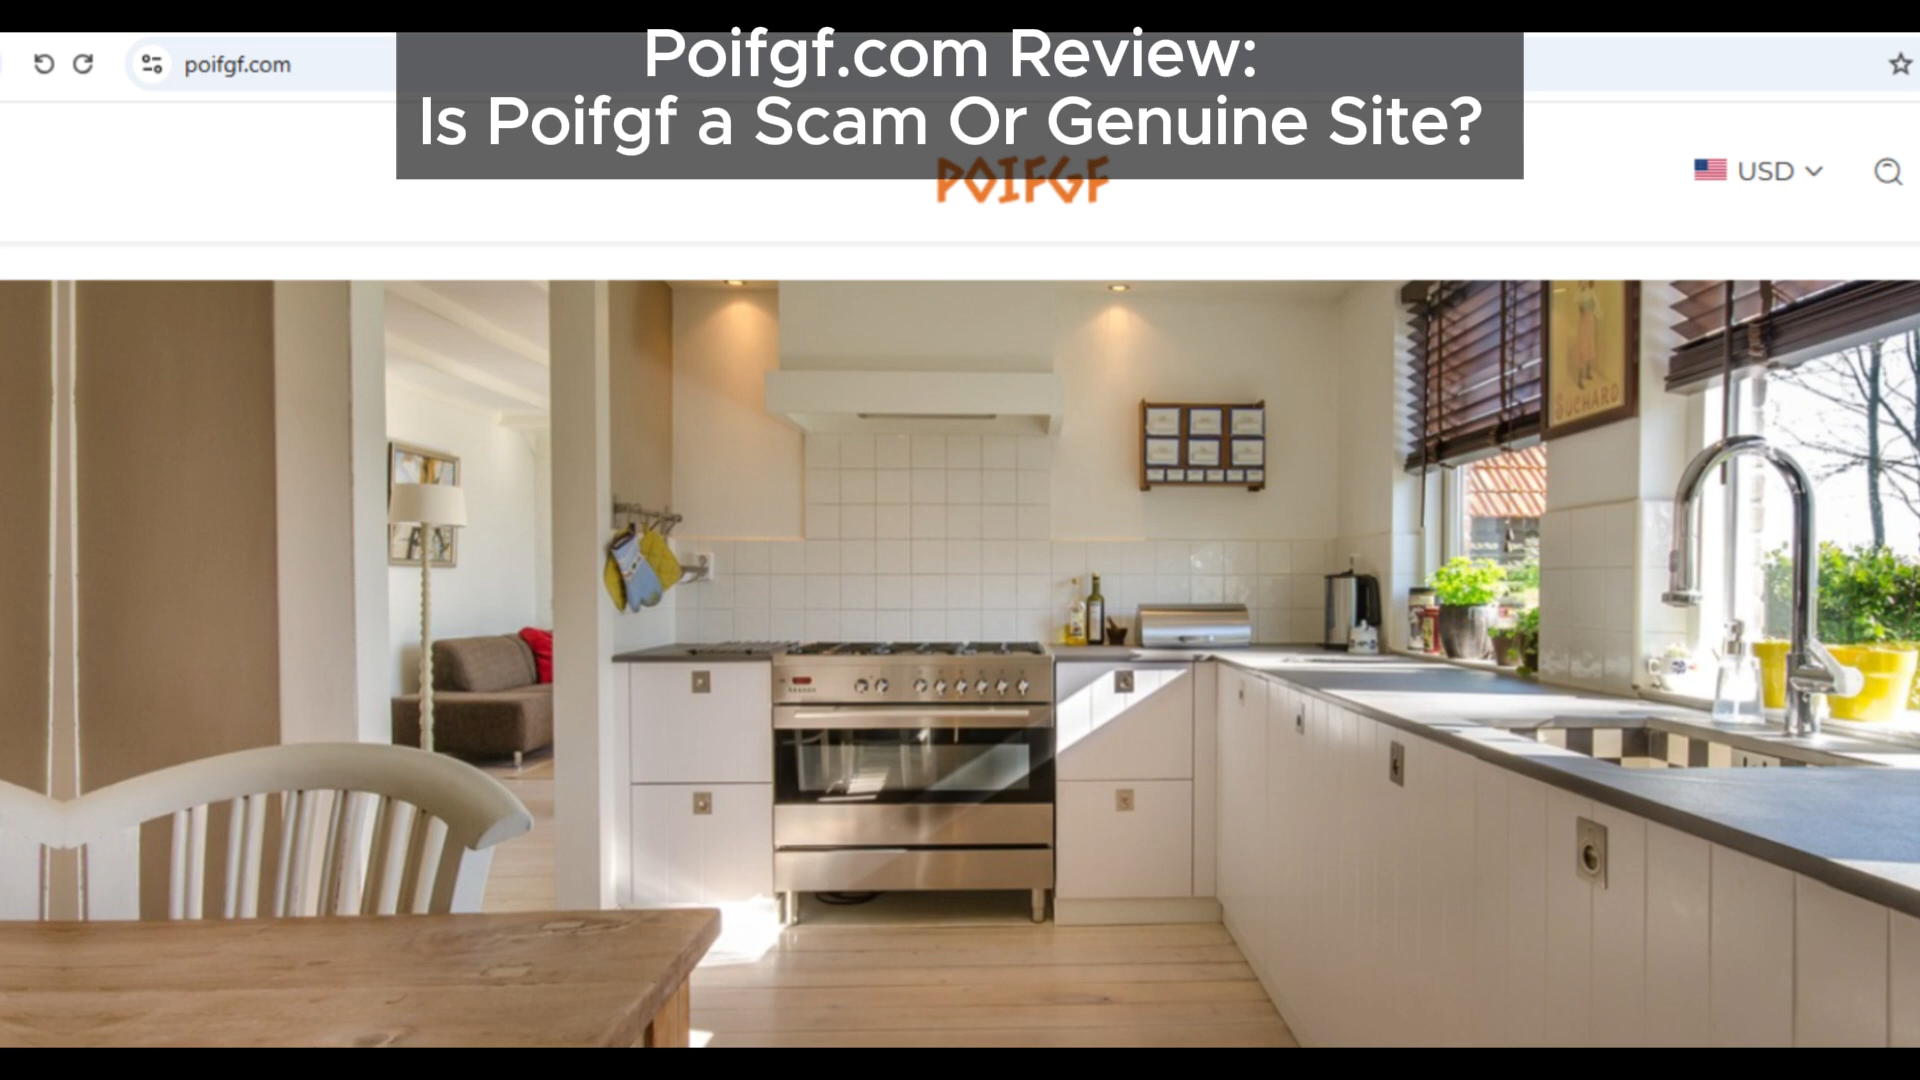 Poifgf.com Review:
poifgf.com
Is Poifgf a Scam Or Genuine Site?
POIFGF
USD
SUCHARD